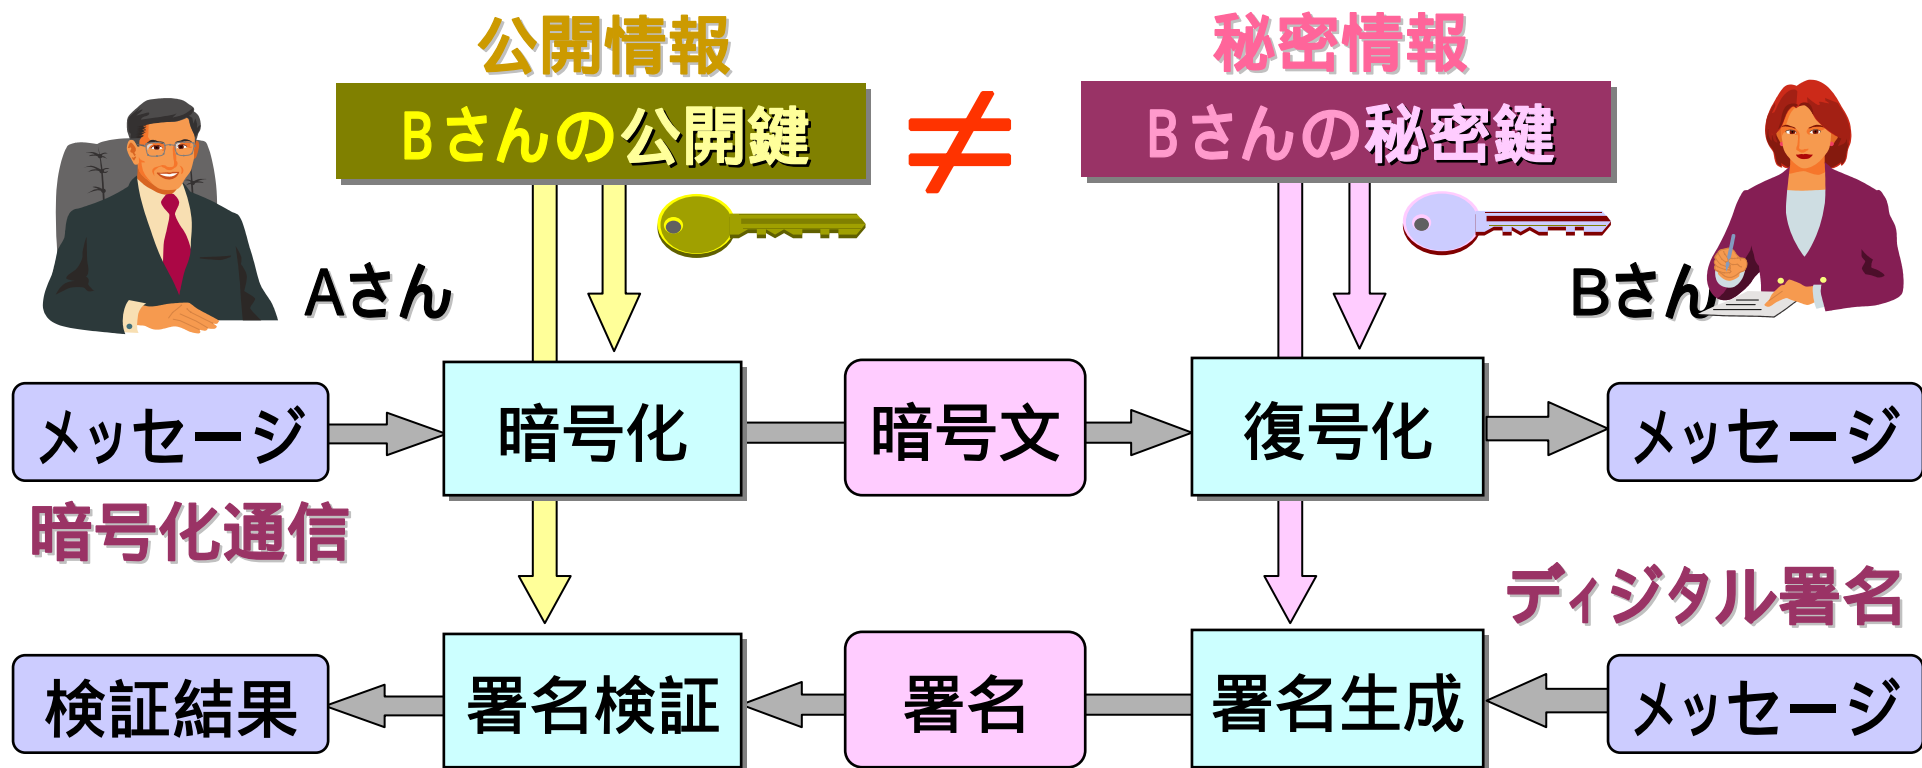 公開情報
秘密情報
Bさんの公開鍵
≠
Bさんの秘密鍵
Aさん
Bさん
メッセージ
暗号化
暗号文
復号化
メッセージ
暗号化通信
ディジタル署名
検証結果
署名検証
署名
署名生成
メッセージ